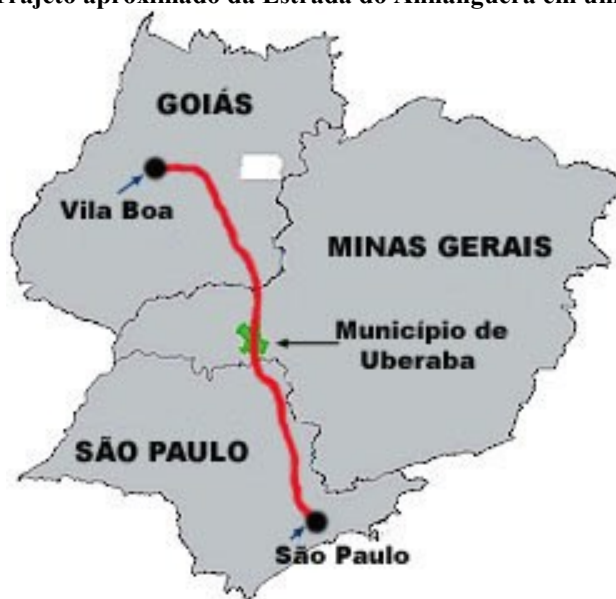 Trajeto aproximado da Estrada do Anhanguera em um
GOIÁS
Vila Boa
MINAS GERAIS
Município de
Uberaba
SÃO PAULO
São Paulo